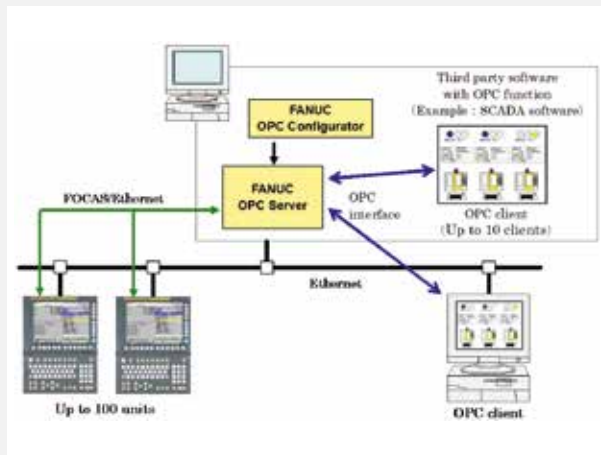 Third party software
with OPC function
(Example : SCADA software)
FANUC
OPC Configurator
FOCAS/Ethernet
FANUC
OPC Server
OPC
interface
OPC client
(Up to 10 clients)
Ethernet
Up to 100 units
OPC client